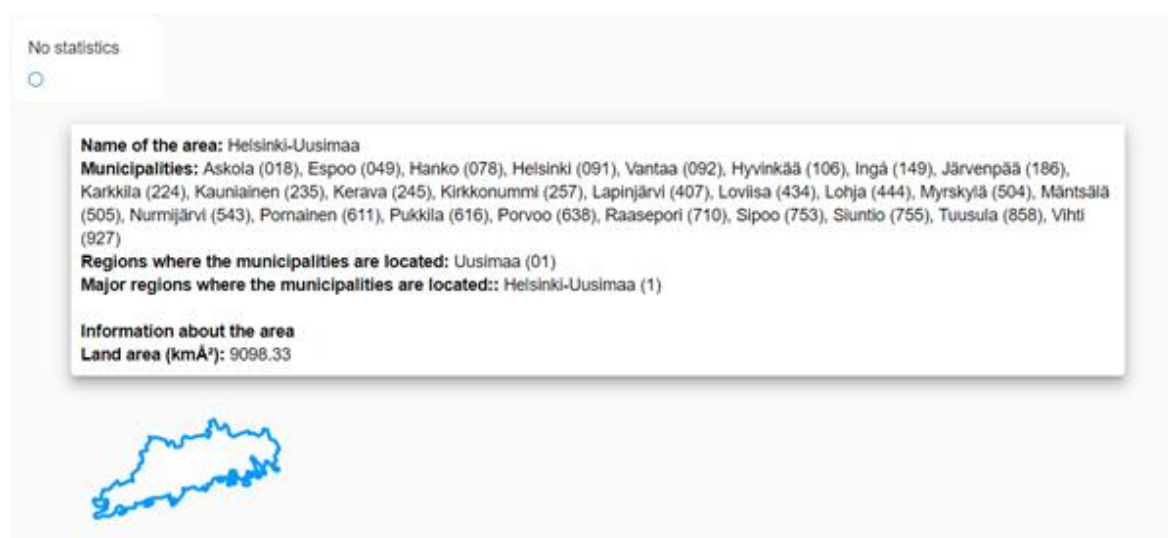 No statistics
Name of the area: Helsinki-Uusimaa
Municipalities: Askola (018), Espoo (049), Hanko (078), Helsinki (091), Vantaa (092), Hyvinkää (106), Ingå (149), Järvenpää (186),
Karkkila (224), Kauniainen (235), Kerava (245), Kirkkonummi (257), Lapinjärvi (407), Loviisa (434), Lohja (444), Myrskylä (504), Mäntsälä
(505), Nurmijärvi (543), Pornainen (611), Pukkila (616), Porvoo (638), Raasepori (710), Sipoo (753), Siuntio (755), Tuusula (858), Vihti
(927)
Regions where the municipalities are located: Uusimaa (01)
Major regions where the municipalities are located:: Helsinki-Uusimaa (1)
Information about the area
Land area (kmÂ²): 9098.33